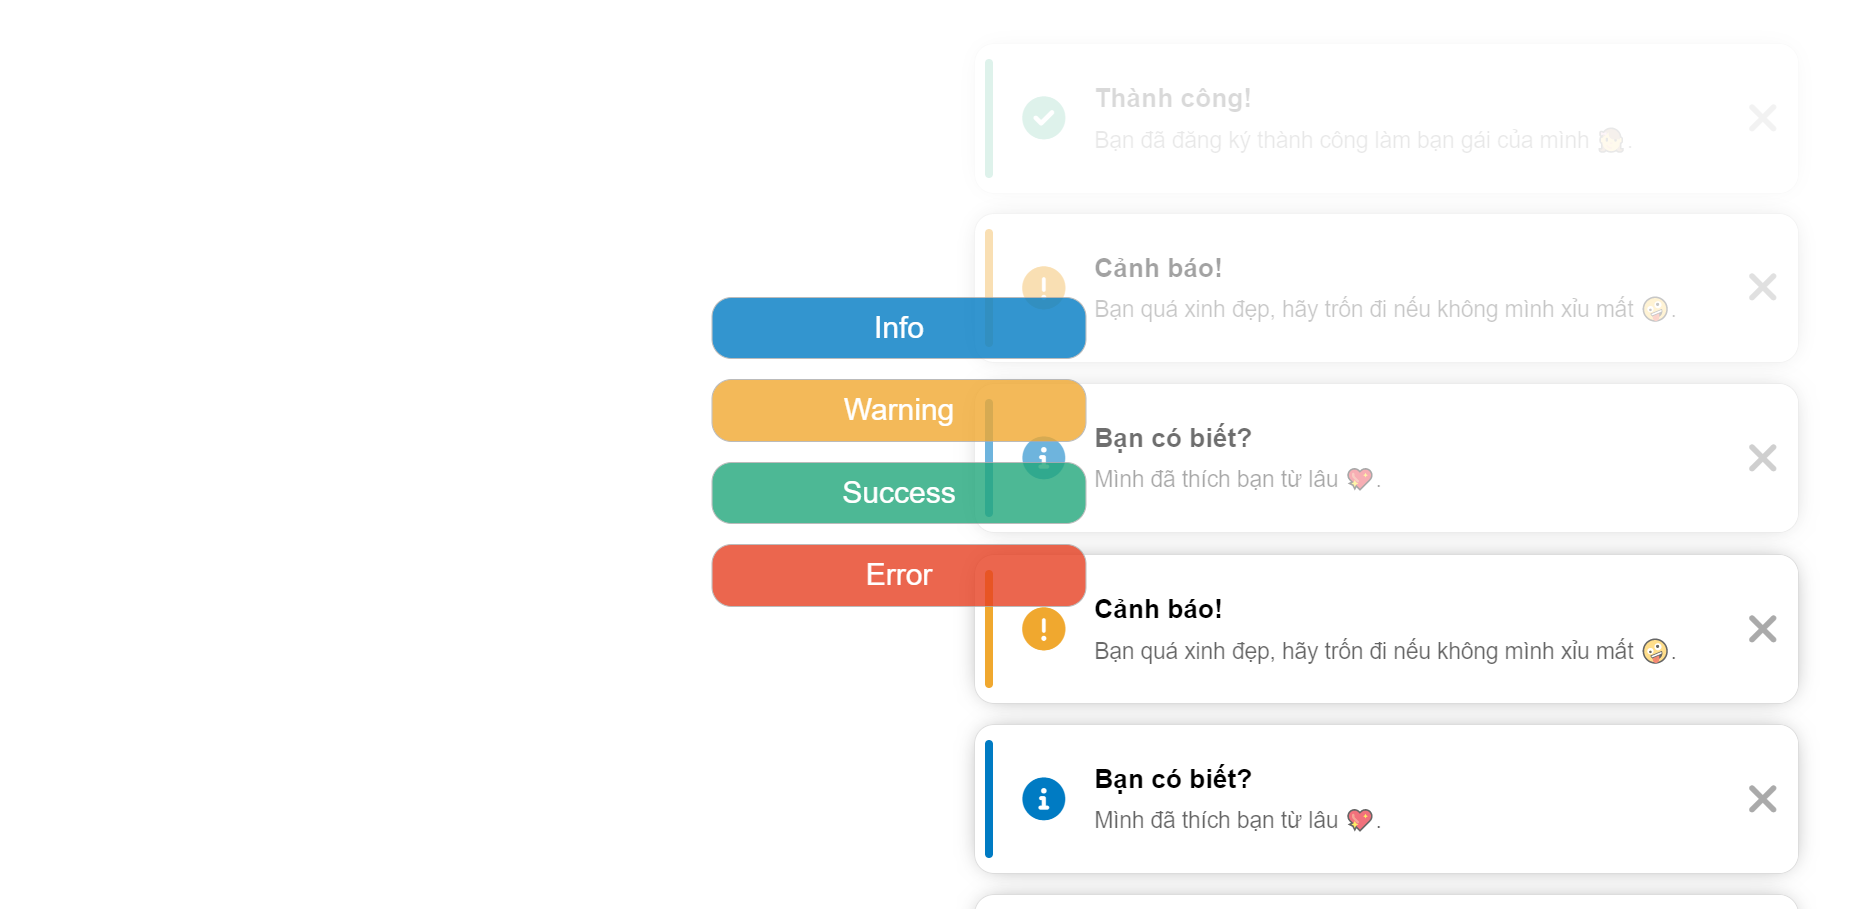 Info
Warning
Success
Error
Thành công!
Bạn đã đăng ký thành công làm bạn gái của mình 👰.
Cảnh báo!
Bạn quá xinh đẹp, hãy trốn đi nếu không mình xỉu mất 🤪.
Bạn có biết?
Mình đã thích bạn từ lâu 💖.
Cảnh báo!
Bạn quá xinh đẹp, hãy trốn đi nếu không mình xỉu mất 🤪.
Bạn có biết?
Mình đã thích bạn từ lâu 💖.